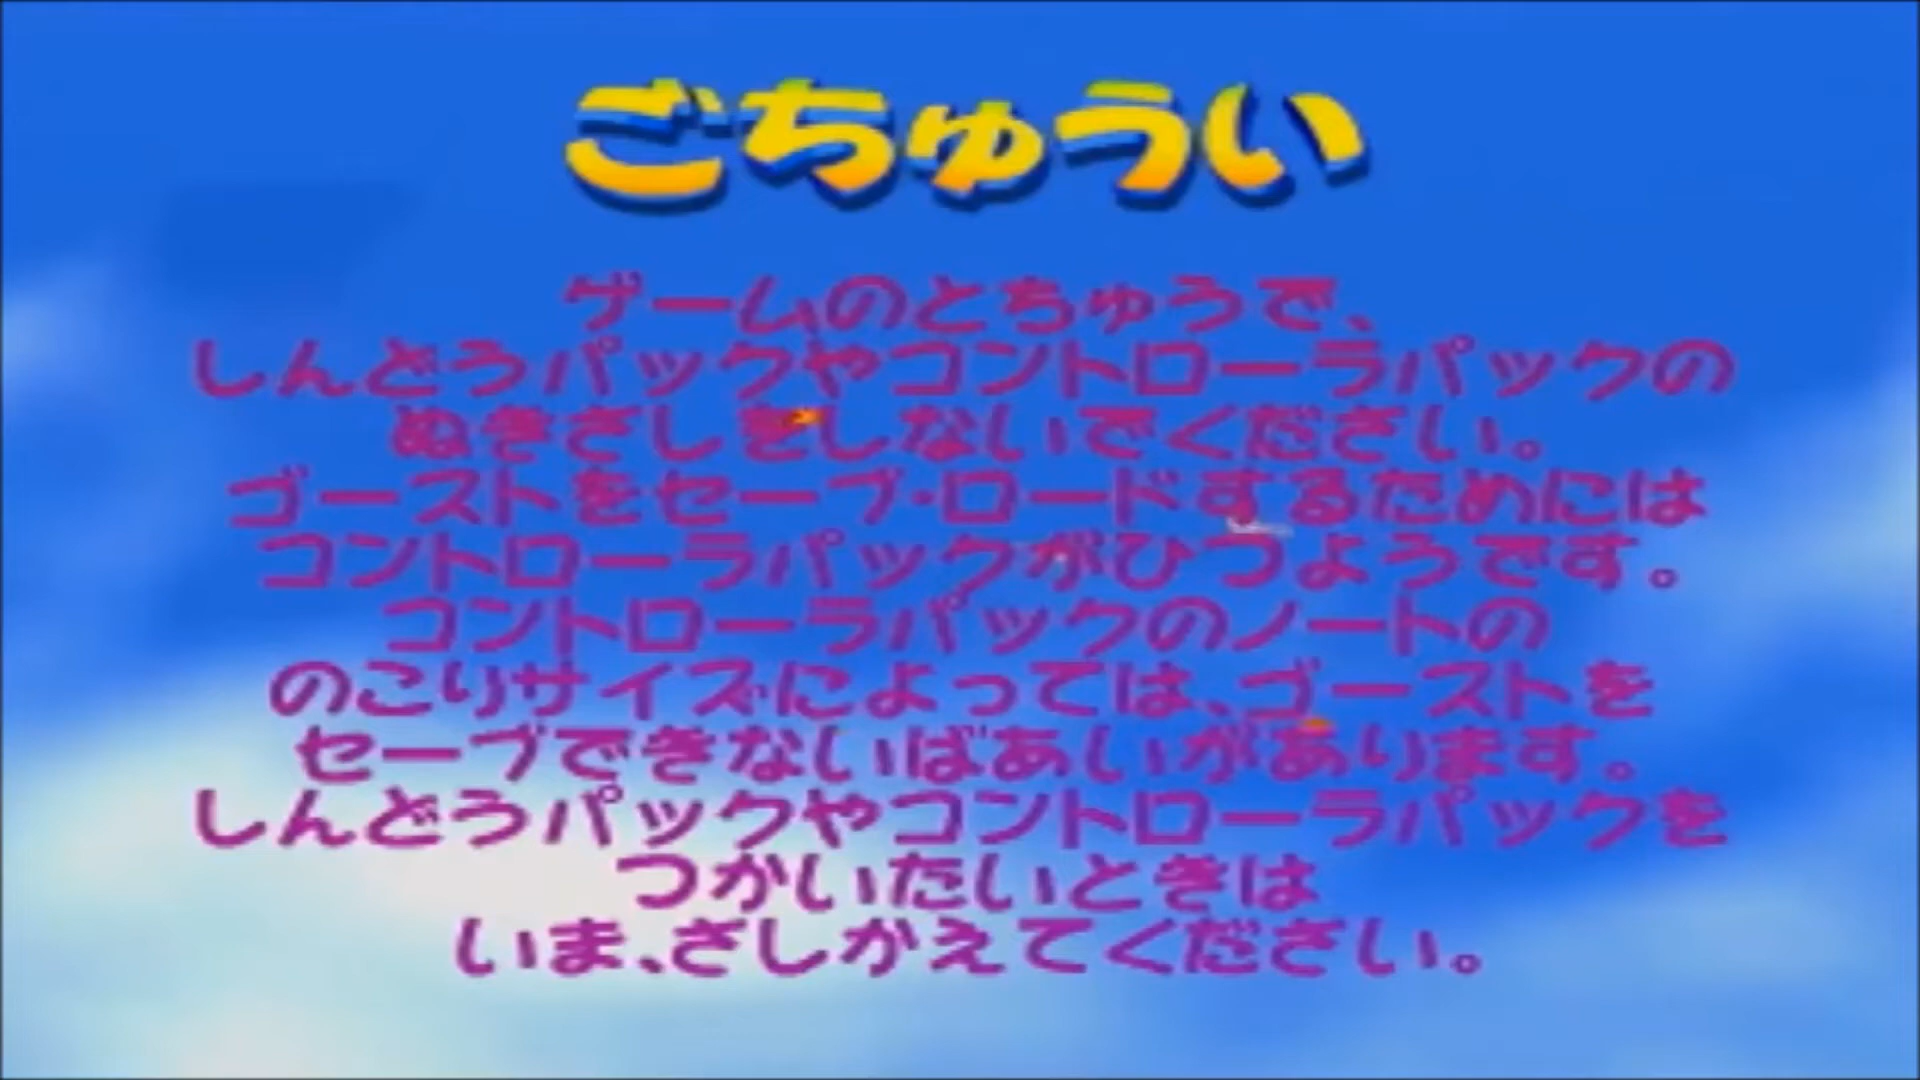 ごちゅうい
ゲームのとちゅうで、
しんどうパックやコントローラパックの
ぬきさしをしないでください。
ゴーストをセーブ・ロードするためには
コントローラパックがひつようです。
コントローラパックのノートの
のこりサイズによっては、ゴーストを
セーブできないばあいがあります。
しんどうパックやコントローラパックを
つかいたいときは
いま、さしかえてください。